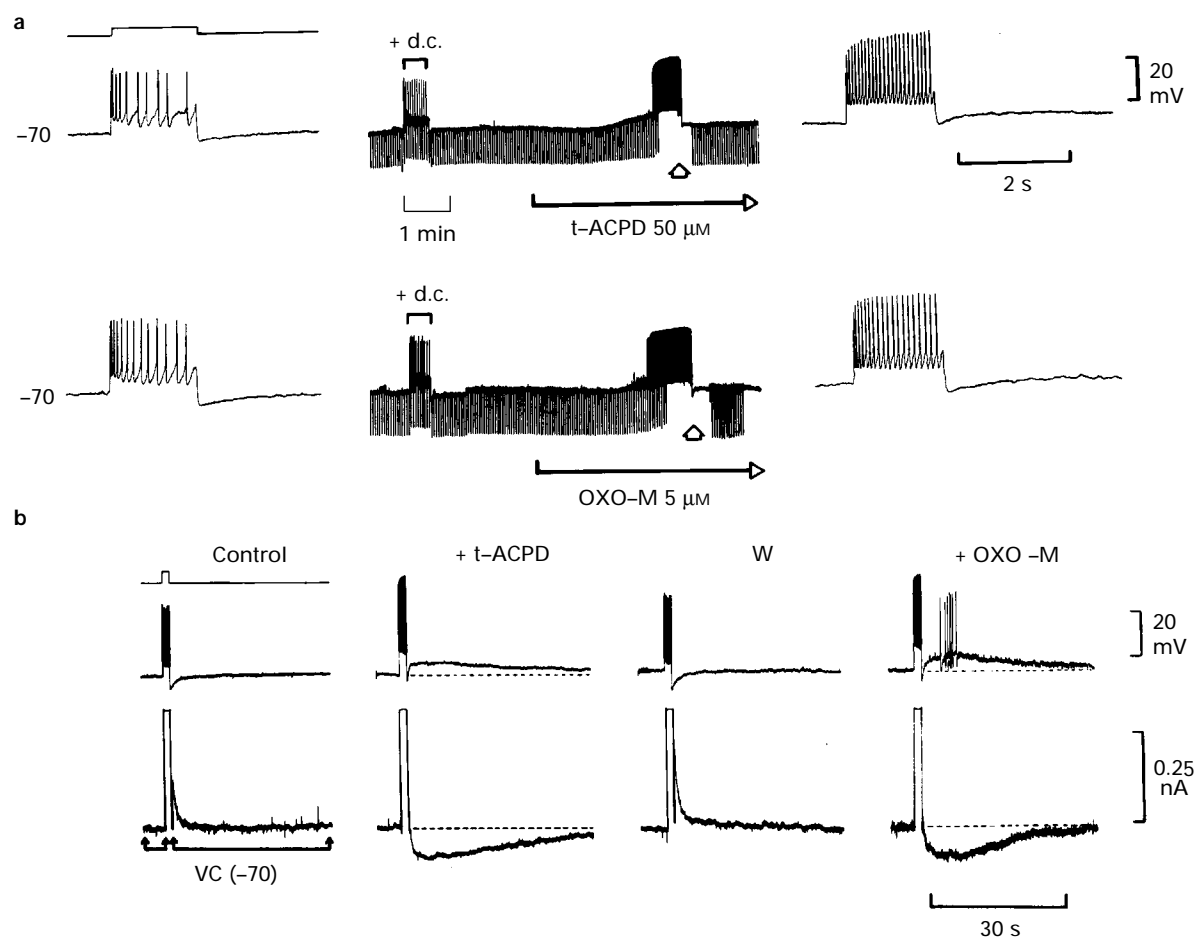 a
+ d.c.
20
mV
–70
2 s
1 min
t–ACPD 50 µM
+ d.c.
–70
OXO–M 5 µM
b
Control
+ t–ACPD
W
+ OXO –M
20
mV
0.25
nA
VC (–70)
30 s